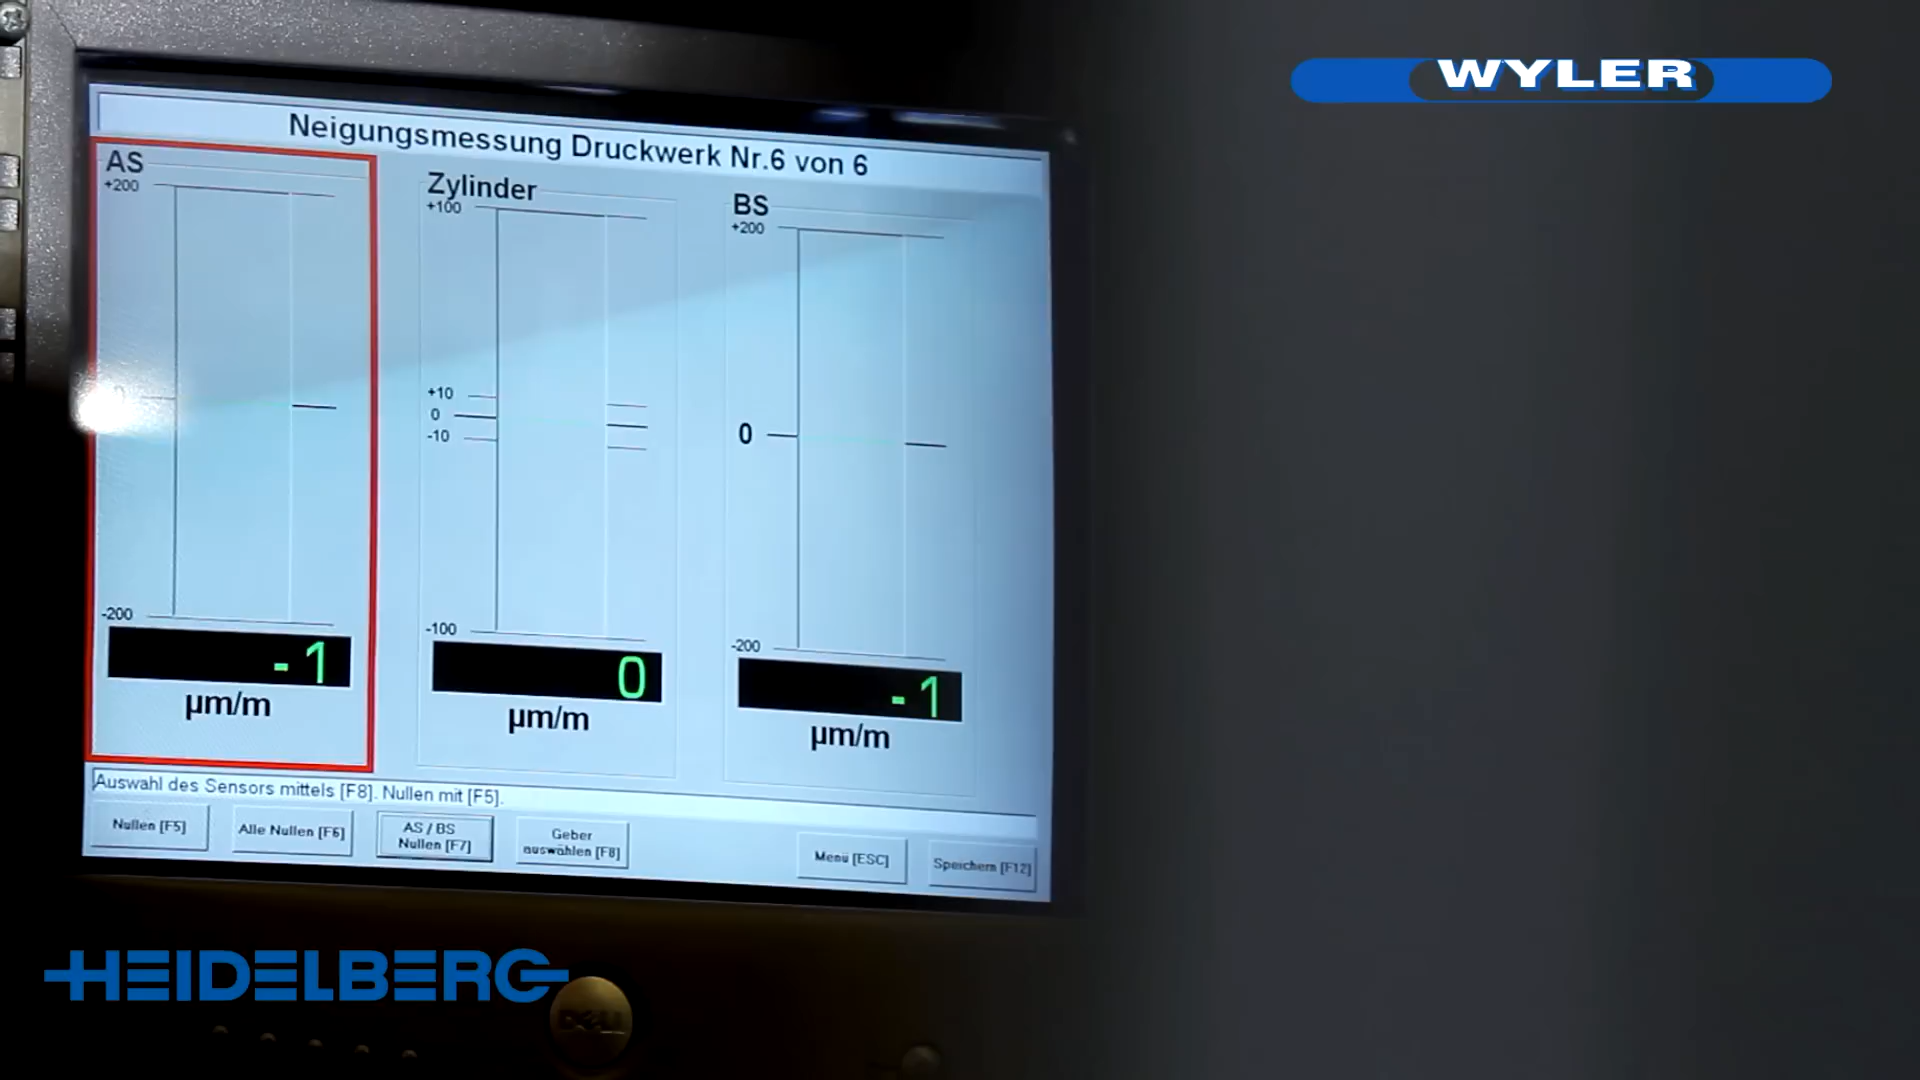 WYLER
Neigungsmessung Druckwerk Nr.6 von 6
AS
+200
0
-200
-1
µm/m
Zylinder
+100
+10
0
-10
-100
0
µm/m
BS
+200
0
-200
-1
µm/m
Auswahl des Sensors mittels [F8]. Nullen mit [F5].
Nullen [F5]
Alle Nullen [F6]
AS / BS
Nullen [F7]
Geber
auswählen [F8]
Menü [ESC]
Speichern [F12]
HEIDELBERG
DELL